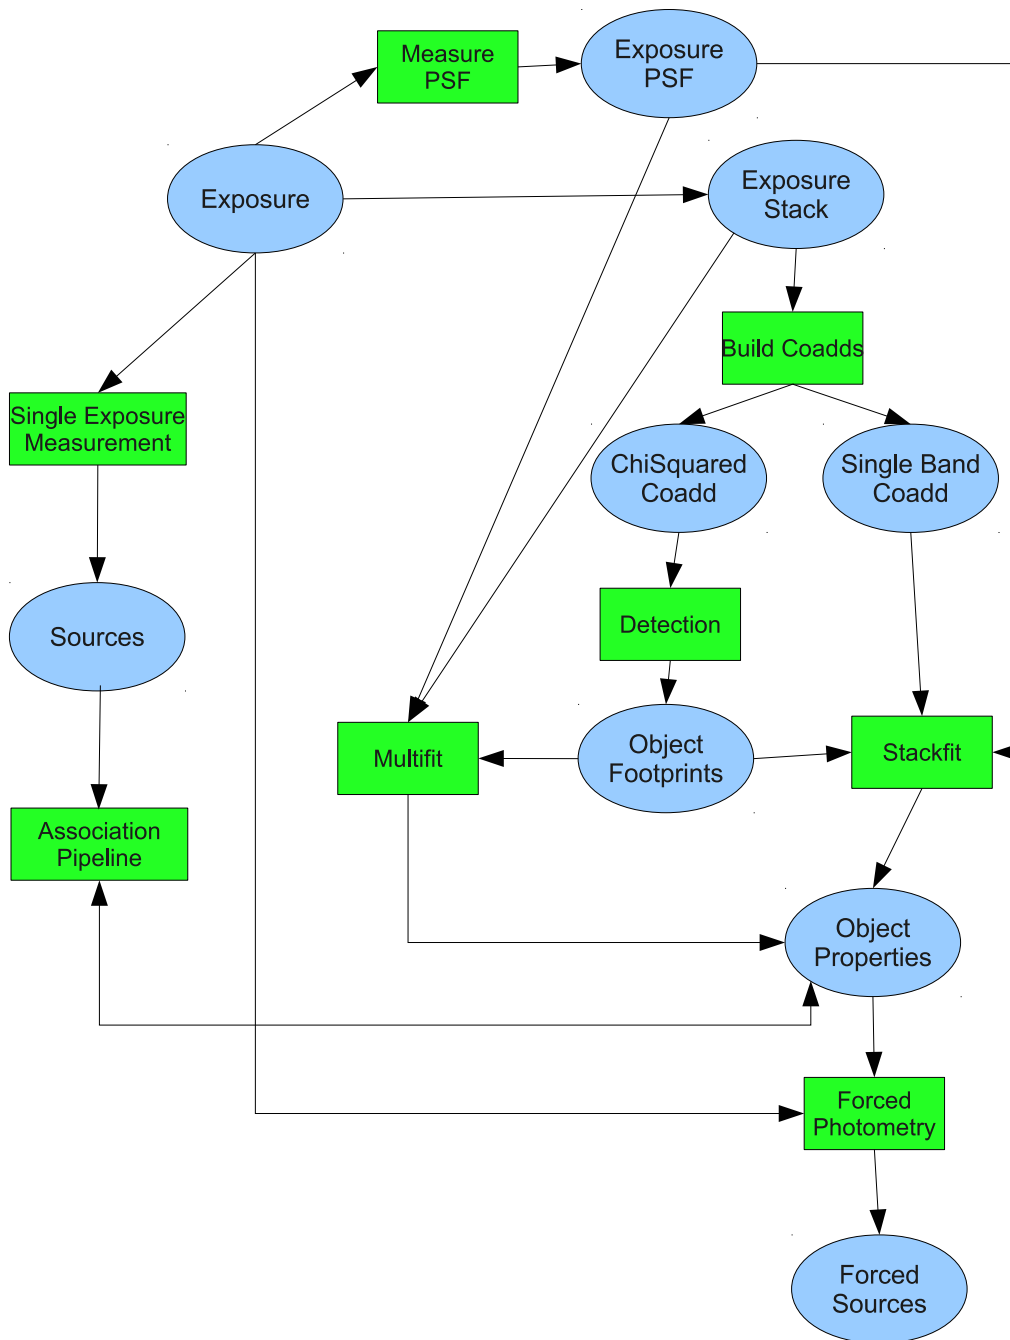 Measure
PSF
Exposure
PSF
Exposure
Exposure
Stack
Build Coadds
Single Exposure
Measurement
ChiSquared
Coadd
Single Band
Coadd
Sources
Detection
Multifit
Object
Footprints
Stackfit
Association
Pipeline
Object
Properties
Forced
Photometry
Forced
Sources